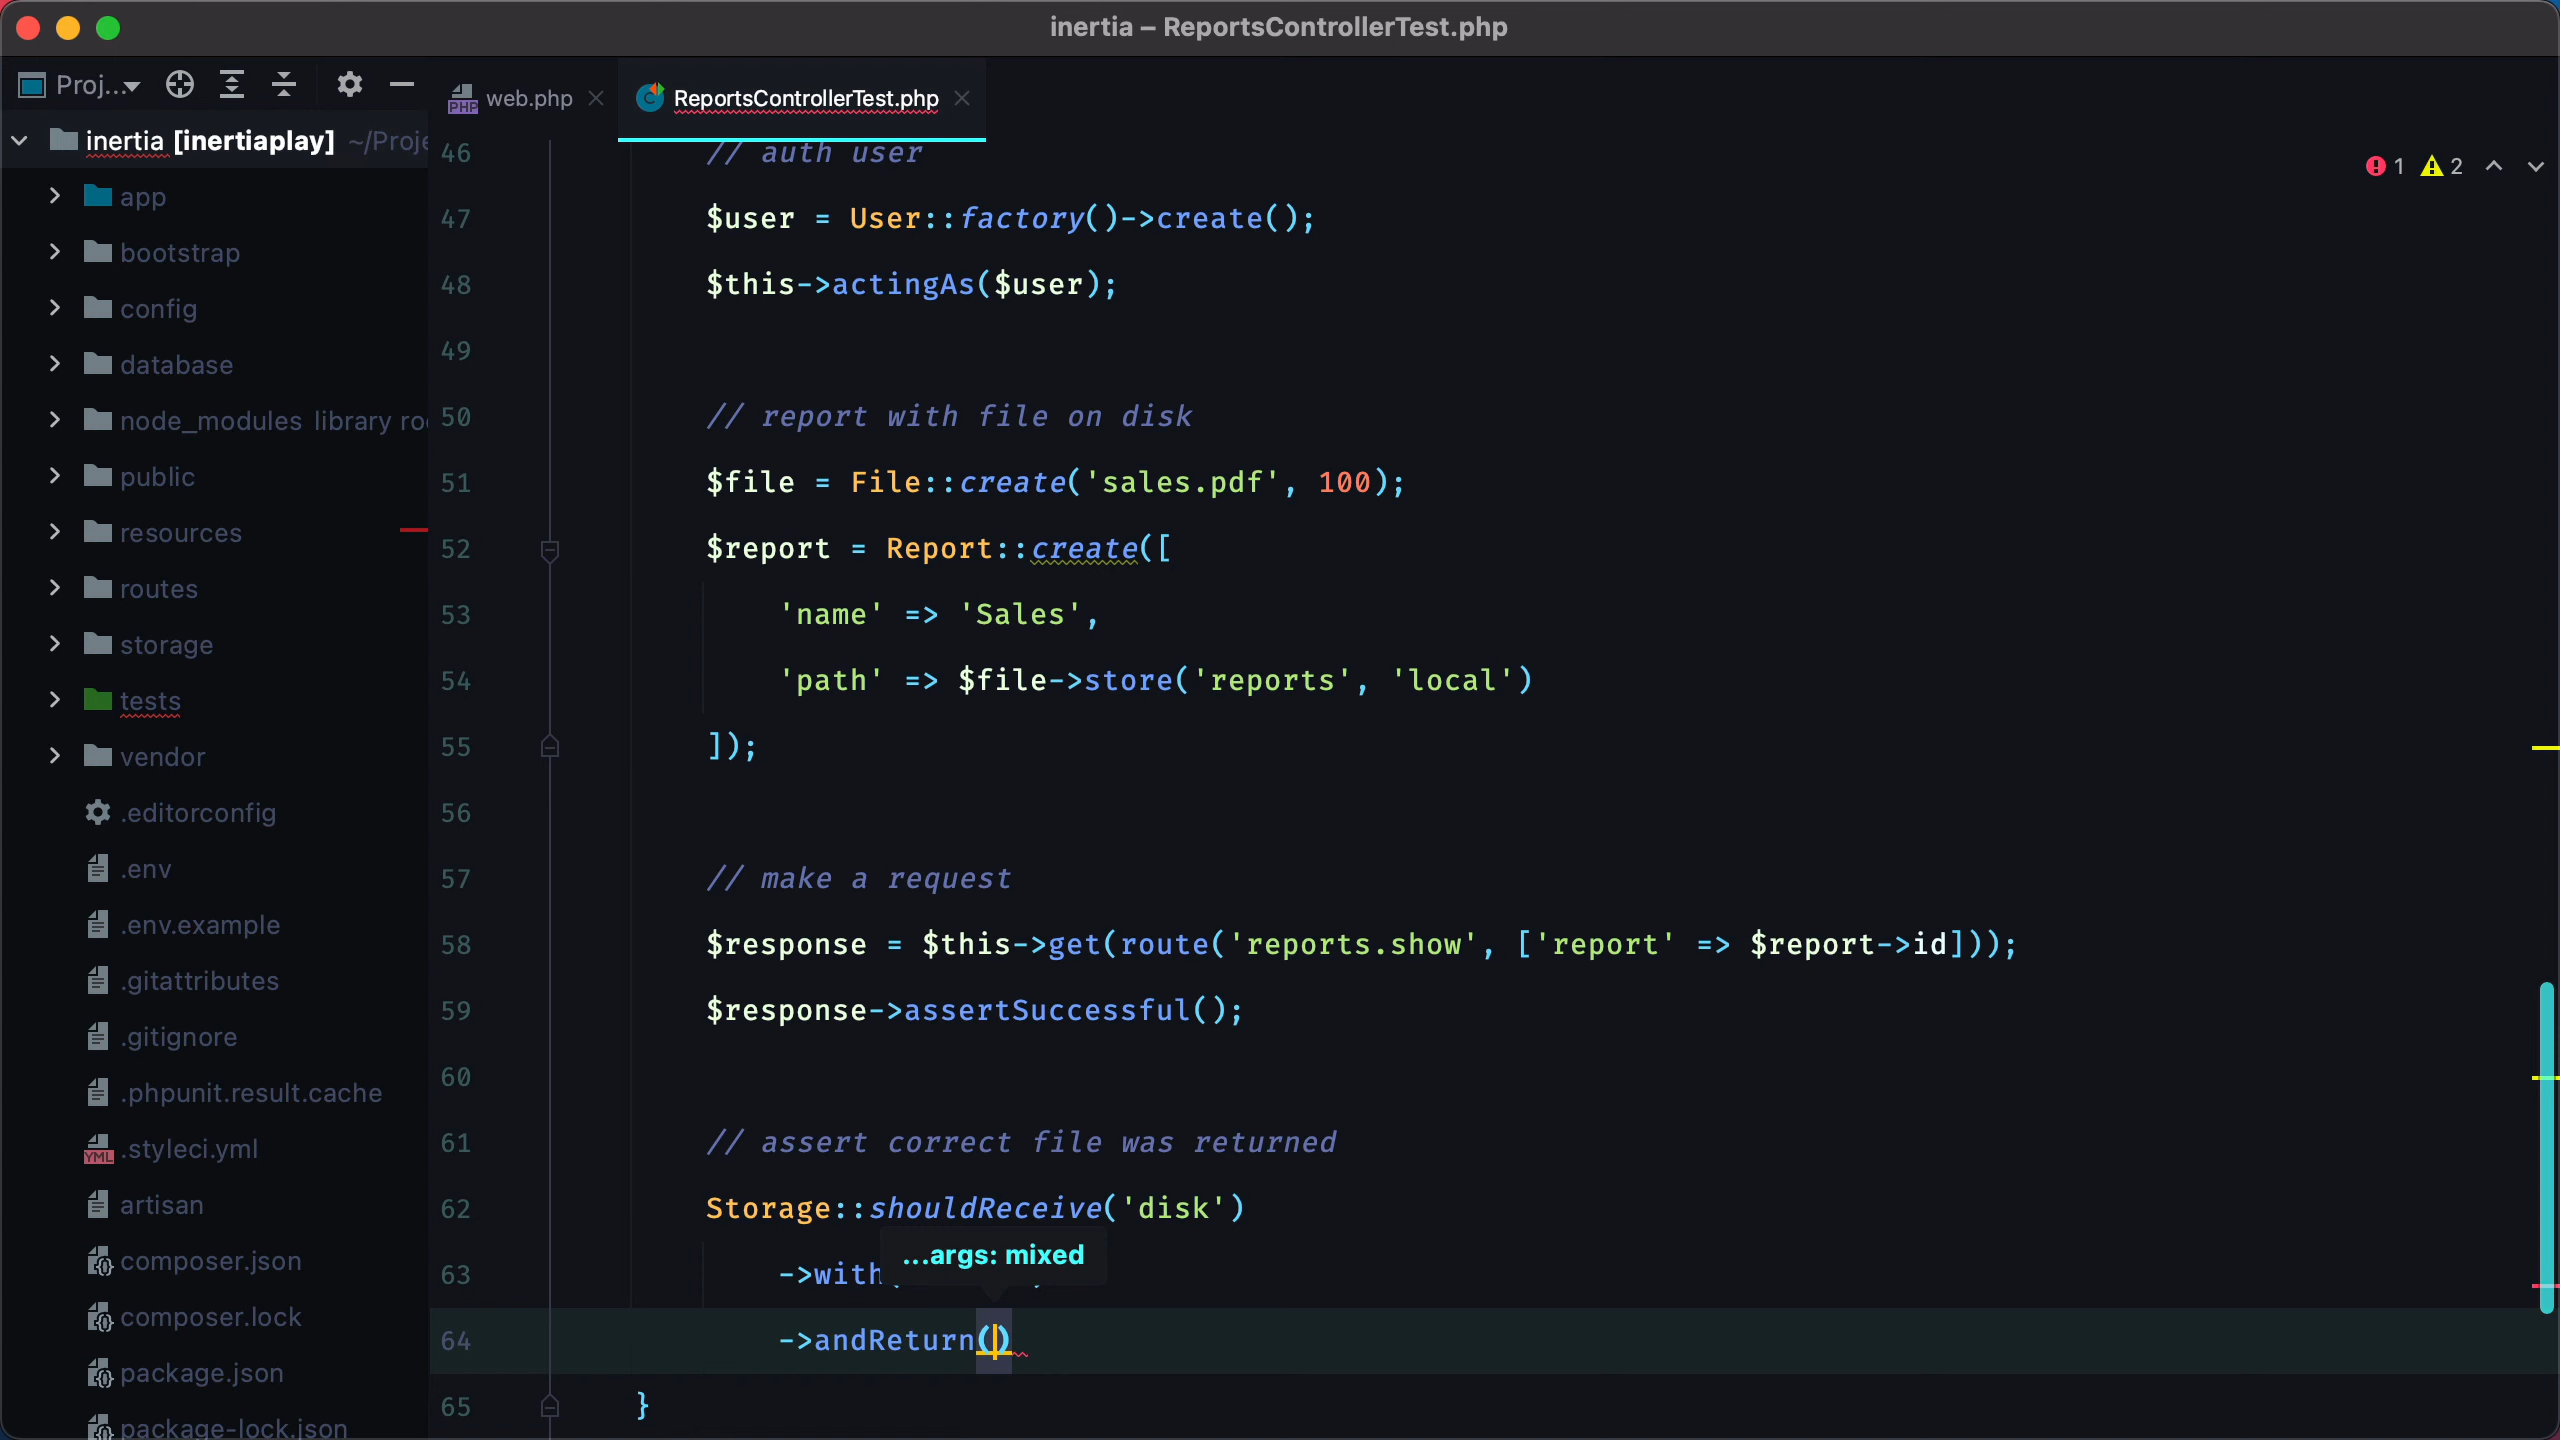 inertia – ReportsControllerTest.php
Proj...
web.php
ReportsControllerTest.php
inertia [inertiaplay] ~/Proje
app
bootstrap
config
database
node_modules library roo
public
resources
routes
storage
tests
vendor
.editorconfig
.env
.env.example
.gitattributes
.gitignore
.phpunit.result.cache
.styleci.yml
artisan
composer.json
composer.lock
package.json
package-lock.json
1 2
46 // auth user
47 $user = User::factory()->create();
48 $this->actingAs($user);
49
50 // report with file on disk
51 $file = File::create('sales.pdf', 100);
52 $report = Report::create([
53 'name' => 'Sales',
54 'path' => $file->store('reports', 'local')
55 ]);
56
57 // make a request
58 $response = $this->get(route('reports.show', ['report' => $report->id]));
59 $response->assertSuccessful();
60
61 // assert correct file was returned
62 Storage::shouldReceive('disk')
...args: mixed
63 ->with(
64 ->andReturn()
65 }